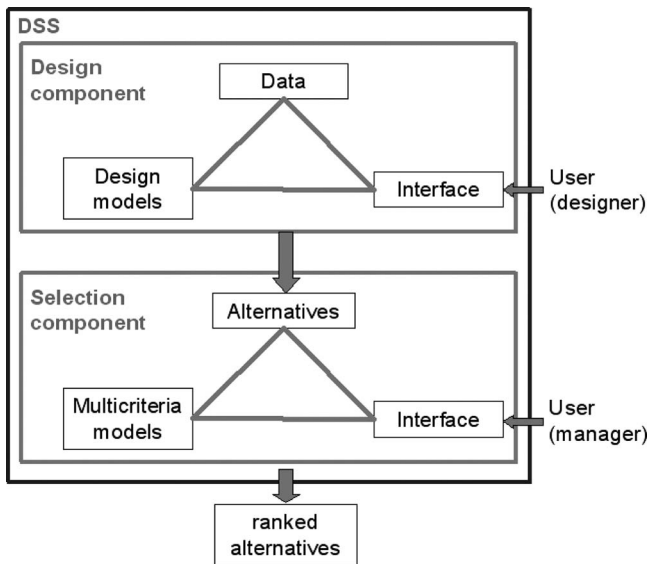 DSS
Design
component
Data
Design
models
Interface
User
(designer)
Selection
component
Alternatives
Multicriteria
models
Interface
User
(manager)
ranked
alternatives